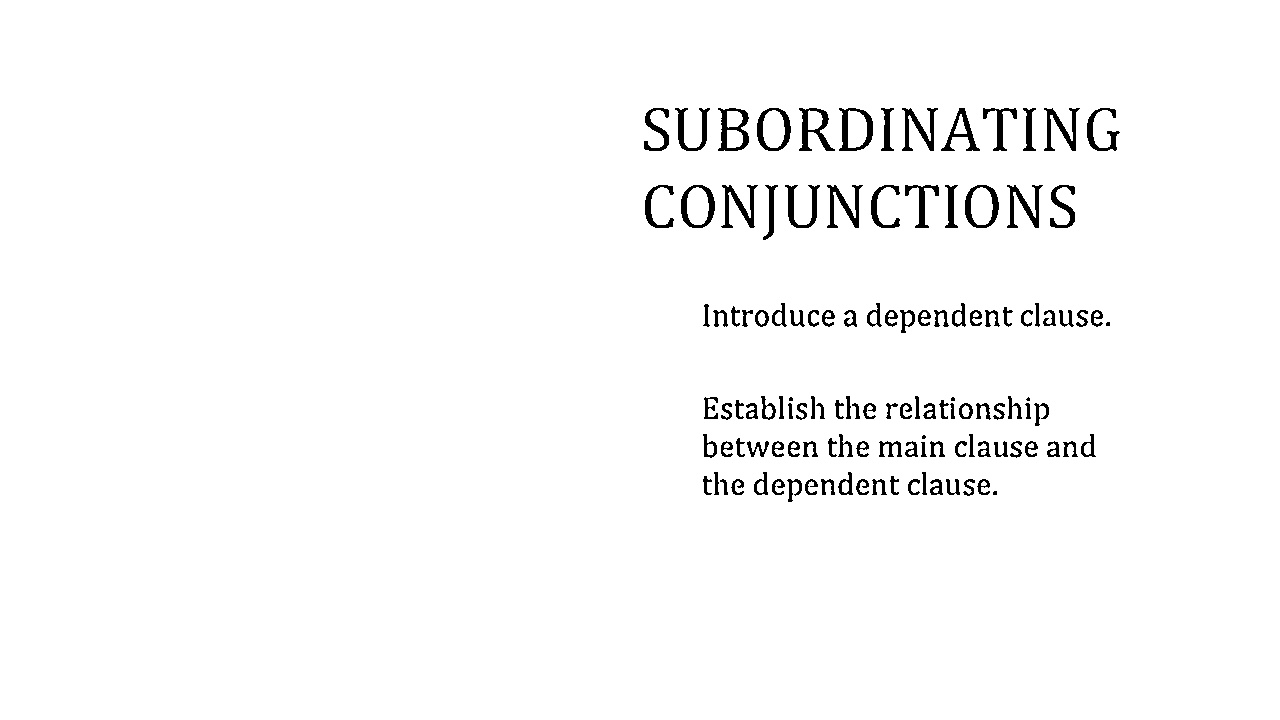 SUBORDINATING
CONJUNCTIONS
Introduce a dependent clause.
Establish the relationship
between the main clause and
the dependent clause.